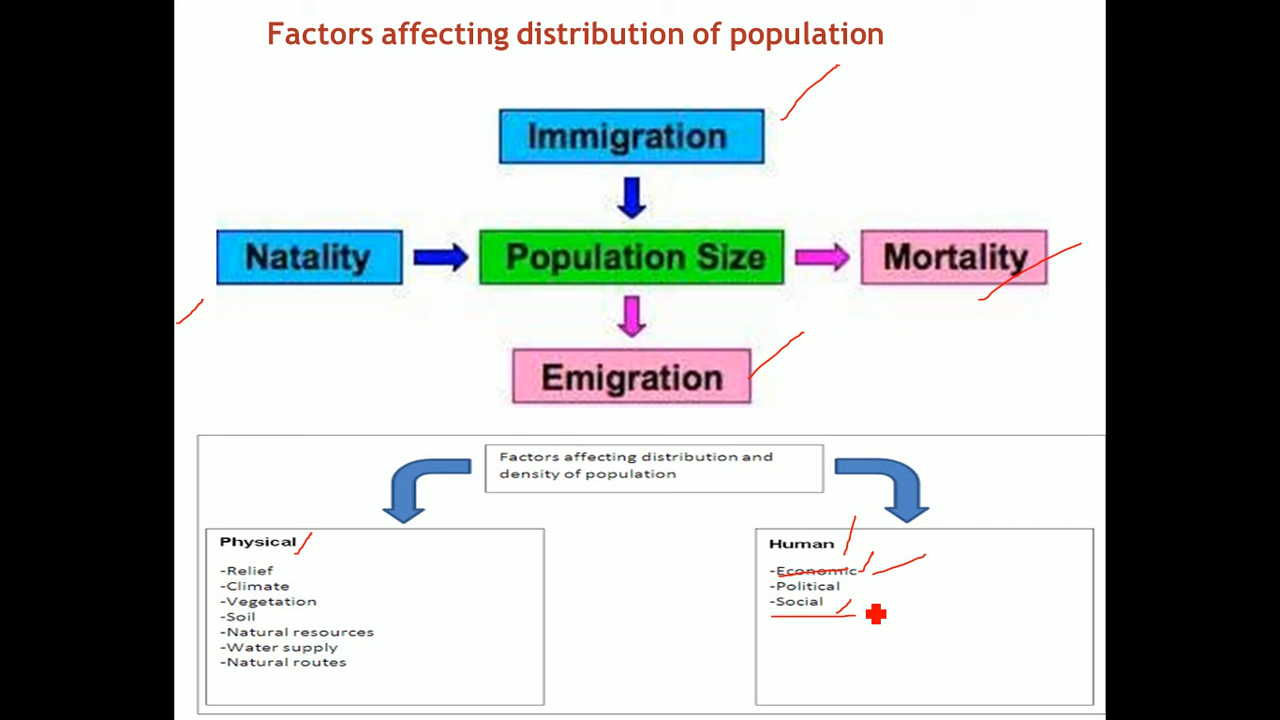 Factors affecting distribution of population
Immigration
Natality
Population Size
Mortality
Emigration
Factors affecting distribution and
density of population
Physical
-Relief
-Climate
-Vegetation
-Soil
-Natural resources
-Water supply
-Natural routes
Human
-Economic
-Political
-Social